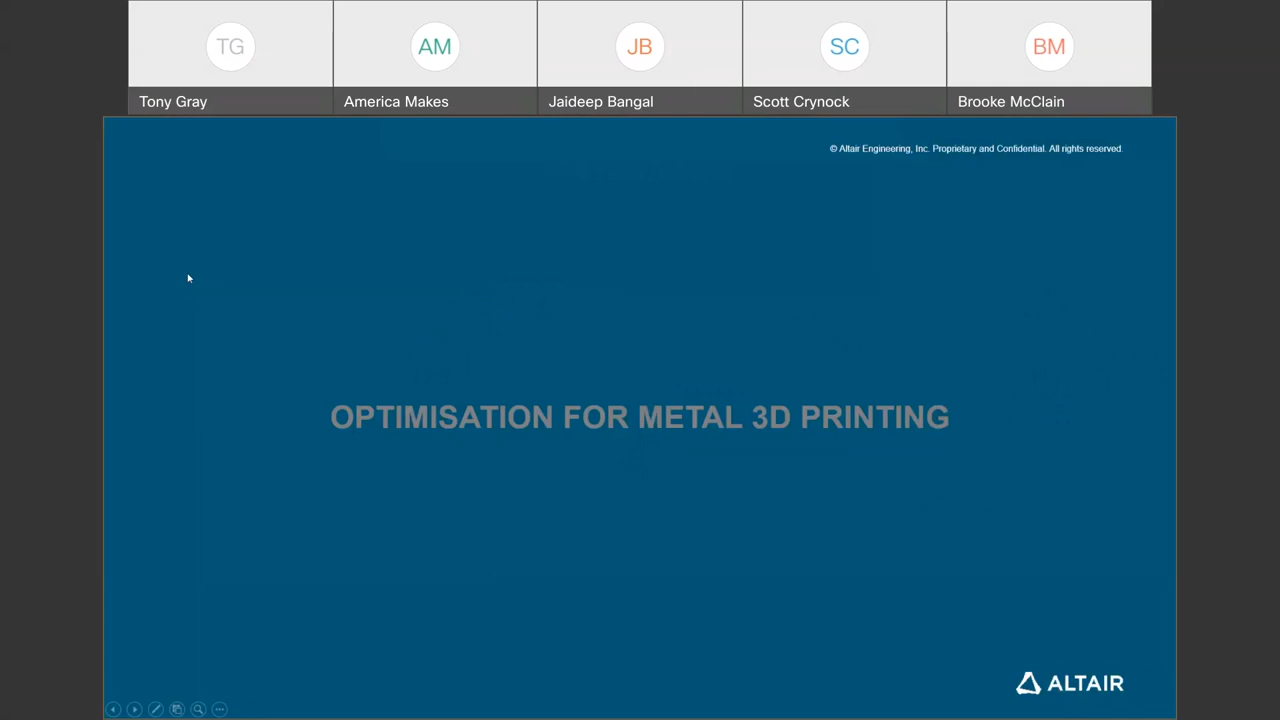 TG
AM
JB
SC
BM
Tony Gray
America Makes
Jaideep Bangal
Scott Crynock
Brooke McClain
© Altair Engineering, Inc. Proprietary and Confidential. All rights reserved.
OPTIMISATION FOR METAL 3D PRINTING
ALTAIR